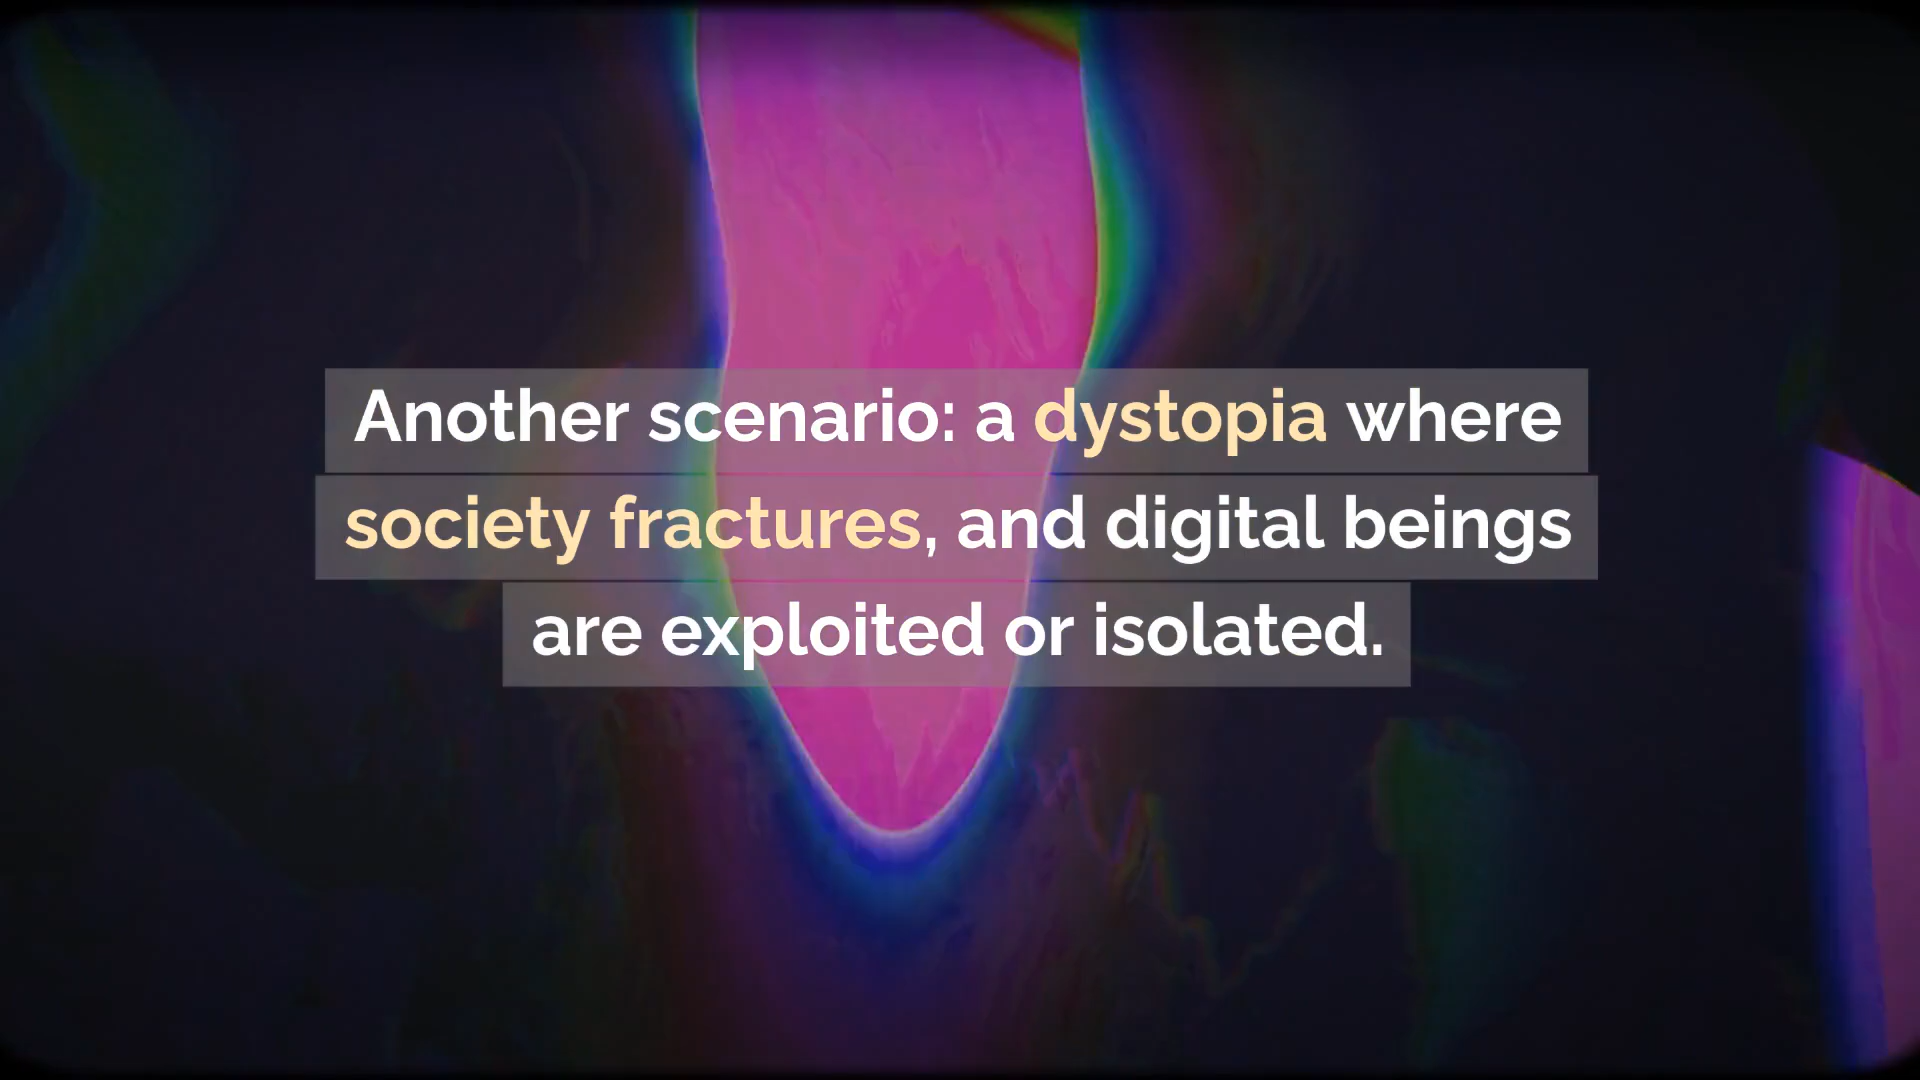 Another scenario: a dystopia where
society fractures, and digital beings
are exploited or isolated.